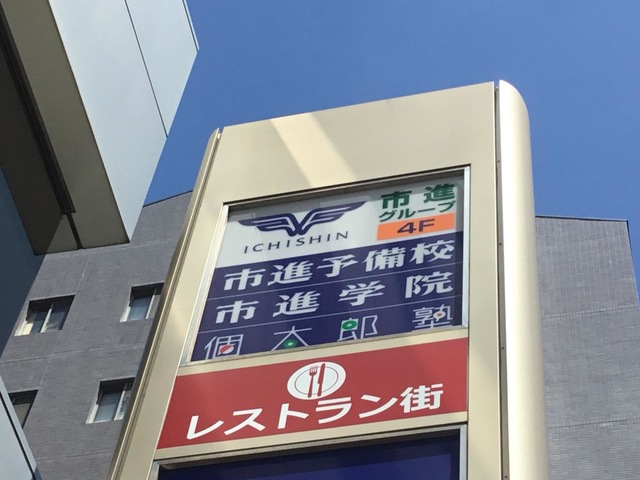 市進
グループ
4F
ICHISHIN
市進予備校
市進学院
個太郎塾
レストラン街